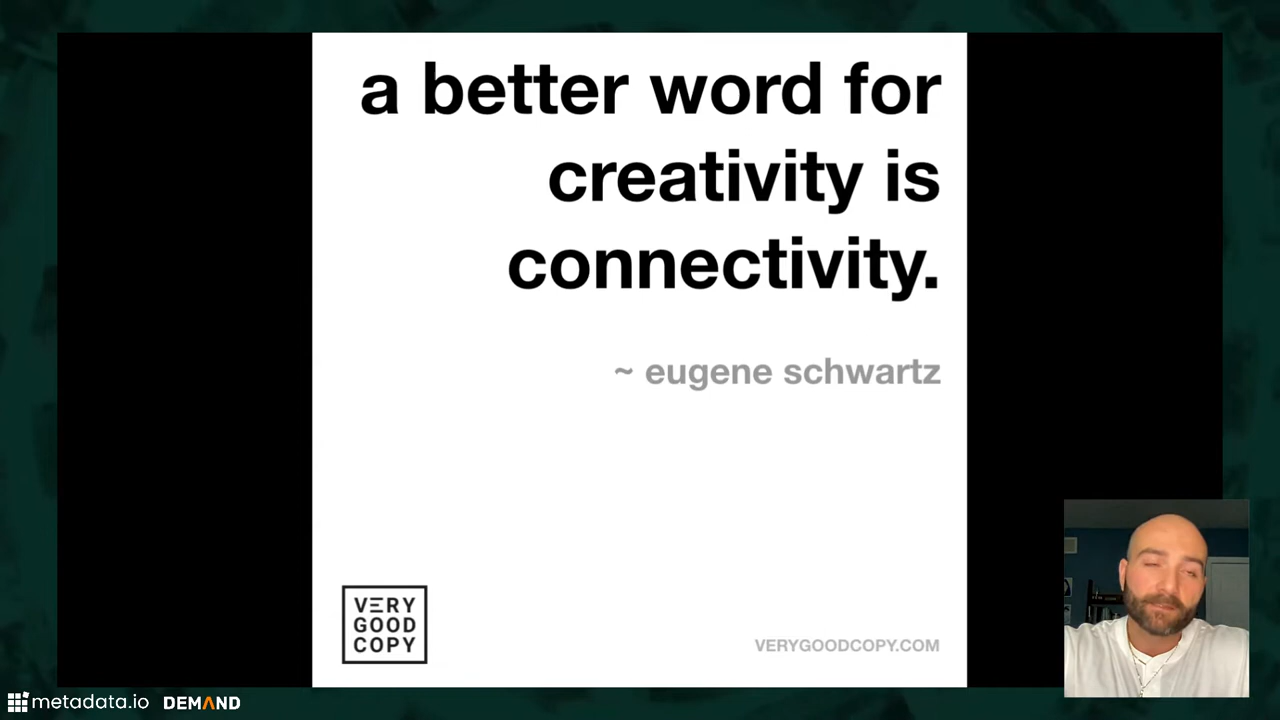 a better word for
creativity is
connectivity.
~ eugene schwartz
VERY
GOOD
COPY
VERYGOODCOPY.COM
metadata.io DEMAND